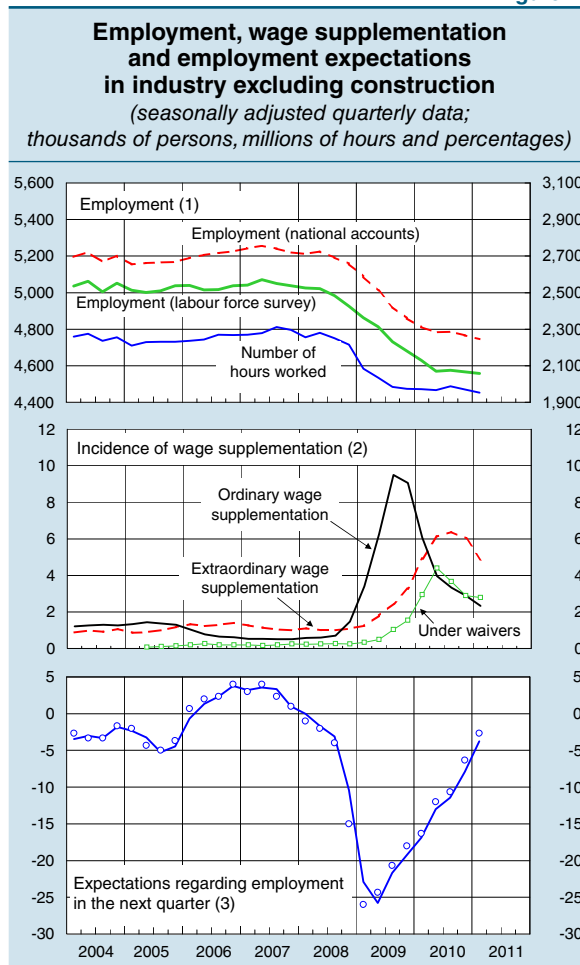 Employment, wage supplementation
and employment expectations
in industry excluding construction
(seasonally adjusted quarterly data;
thousands of persons, millions of hours and percentages)
5,600 3,100
5,400 2,900
5,200 2,700
5,000 2,500
4,800 2,300
4,600 2,100
4,400 1,900
Employment (1)
Employment (national accounts)
Employment (labour force survey)
Number of
hours worked
12 12
10 10
8 8
6 6
4 4
2 2
0 0
Incidence of wage supplementation (2)
Ordinary wage
supplementation
Extraordinary wage
supplementation
Under waivers
5 5
0 0
-5 -5
-10 -10
-15 -15
-20 -20
-25 -25
-30 -30
Expectations regarding employment
in the next quarter (3)
2004 2005 2006 2007 2008 2009 2010 2011